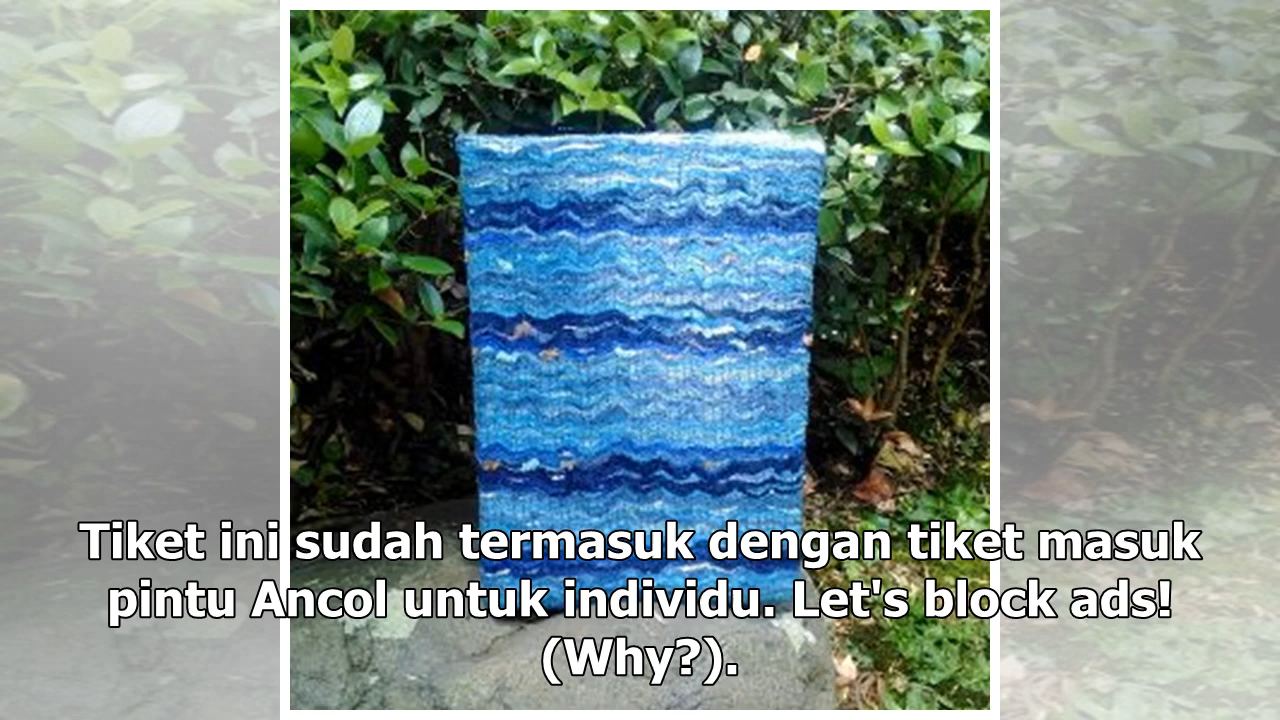 Tiket ini sudah termasuk dengan tiket masuk
pintu Ancol untuk individu. Let's block ads!
(Why?).